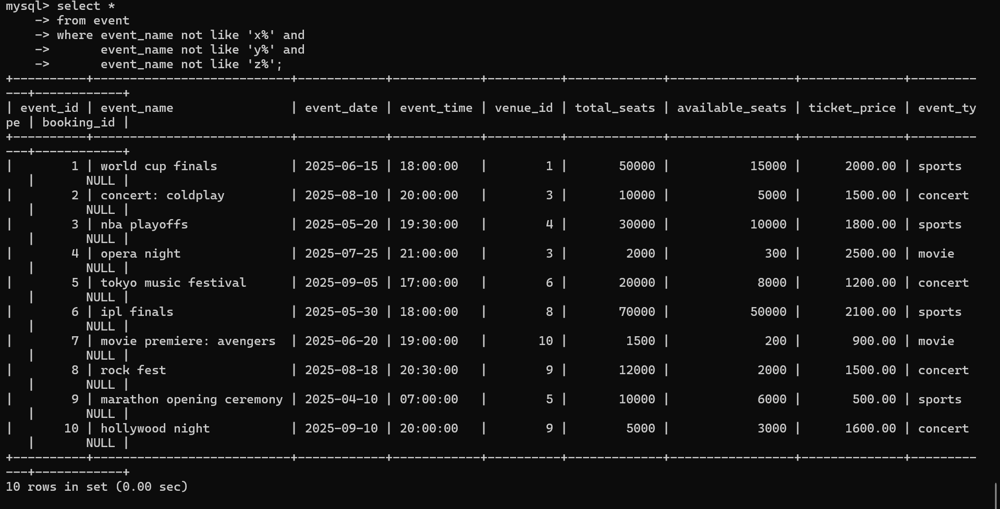 mysql> select *
    -> from event
    -> where event_name not like 'x%' and
    ->       event_name not like 'y%' and
    ->       event_name not like 'z%';
+----------+---------------------------+------------+------------+----------+-------------+-----------------+--------------+---------
---+------------+
| event_id | event_name                | event_date | event_time | venue_id | total_seats | available_seats | ticket_price | event_ty
pe | booking_id |
+----------+---------------------------+------------+------------+----------+-------------+-----------------+--------------+---------
---+------------+
|        1 | world cup finals          | 2025-06-15 | 18:00:00   |        1 |       50000 |           15000 |      2000.00 | sports
   |       NULL |
|        2 | concert: coldplay         | 2025-08-10 | 20:00:00   |        3 |       10000 |            5000 |      1500.00 | concert
   |       NULL |
|        3 | nba playoffs              | 2025-05-20 | 19:30:00   |        4 |       30000 |           10000 |      1800.00 | sports
   |       NULL |
|        4 | opera night               | 2025-07-25 | 21:00:00   |        3 |        2000 |             300 |      2500.00 | movie
   |       NULL |
|        5 | tokyo music festival      | 2025-09-05 | 17:00:00   |        6 |       20000 |            8000 |      1200.00 | concert
   |       NULL |
|        6 | ipl finals                | 2025-05-30 | 18:00:00   |        8 |       70000 |           50000 |      2100.00 | sports
   |       NULL |
|        7 | movie premiere: avengers  | 2025-06-20 | 19:00:00   |       10 |        1500 |             200 |       900.00 | movie
   |       NULL |
|        8 | rock fest                 | 2025-08-18 | 20:30:00   |        9 |       12000 |            2000 |      1500.00 | concert
   |       NULL |
|        9 | marathon opening ceremony | 2025-04-10 | 07:00:00   |        5 |       10000 |            6000 |       500.00 | sports
   |       NULL |
|       10 | hollywood night           | 2025-09-10 | 20:00:00   |        9 |        5000 |            3000 |      1600.00 | concert
   |       NULL |
+----------+---------------------------+------------+------------+----------+-------------+-----------------+--------------+---------
---+------------+
10 rows in set (0.00 sec)